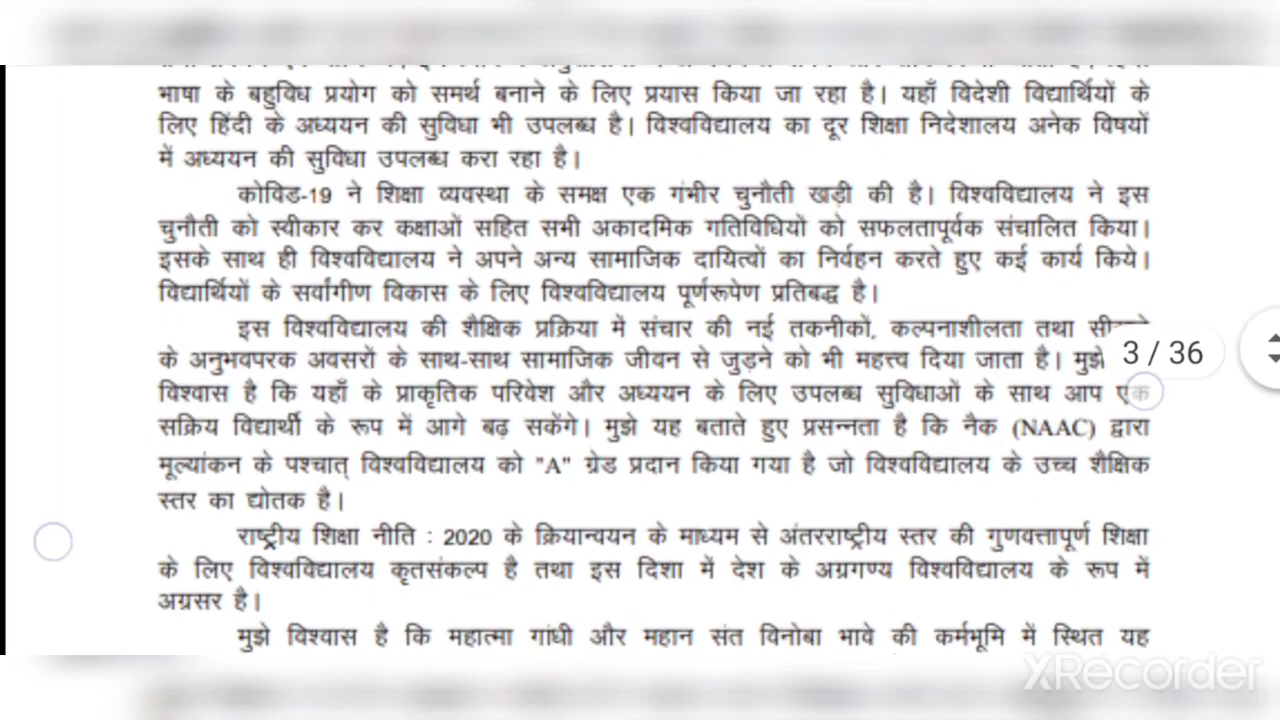 भाषा के बहुविध प्रयोग को समर्थ बनाने के लिए प्रयास किया जा रहा है। यहाँ विदेशी विद्यार्थियों के
लिए हिंदी के अध्ययन की सुविधा भी उपलब्ध है। विश्वविद्यालय का दूर शिक्षा निदेशालय अनेक विषयों
में अध्ययन की सुविधा उपलब्ध करा रहा है।
कोविड-19 ने शिक्षा व्यवस्था के समक्ष एक गंभीर चुनौती खड़ी की है। विश्वविद्यालय ने इस
चुनौती को स्वीकार कर कक्षाओं सहित सभी अकादमिक गतिविधियों को सफलतापूर्वक संचालित किया।
इसके साथ ही विश्वविद्यालय ने अपने अन्य सामाजिक दायित्वों का निर्वहन करते हुए कई कार्य किये।
विद्यार्थियों के सर्वांगीण विकास के लिए विश्वविद्यालय पूर्णरूपेण प्रतिबद्ध है।
इस विश्वविद्यालय की शैक्षिक प्रक्रिया में संचार की नई तकनीकों, कल्पनाशीलता तथा
के अनुभवपरक अवसरों के साथ-साथ सामाजिक जीवन से जुड़ने को भी महत्त्व दिया जाता है। मुझे
3 / 36
विश्वास है कि यहाँ के प्राकृतिक परिवेश और अध्ययन के लिए उपलब्ध सुविधाओं के साथ आप एक
सक्रिय विद्यार्थी के रूप में आगे बढ़ सकेंगे। मुझे यह बताते हुए प्रसन्नता है कि नैक (NAAC) द्वारा
मूल्यांकन के पश्चात् विश्वविद्यालय को "A" ग्रेड प्रदान किया गया है जो विश्वविद्यालय के उच्च शैक्षिक
स्तर का द्योतक है।
राष्ट्रीय शिक्षा नीति : 2020 के क्रियान्वयन के माध्यम से अंतरराष्ट्रीय स्तर की गुणवत्तापूर्ण शिक्षा
के लिए विश्वविद्यालय कृतसंकल्प है तथा इस दिशा में देश के अग्रगण्य विश्वविद्यालय के रूप में
अग्रसर है।
मुझे विश्वास है कि महात्मा गांधी और महान संत विनोबा भावे की कर्मभूमि में स्थित यह
XRecorder